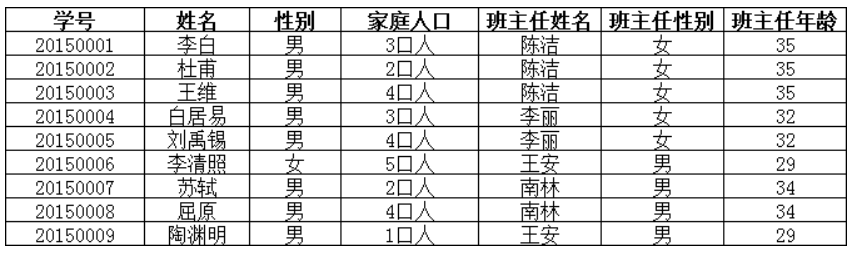 学号 姓名 性别 家庭人口 班主任姓名 班主任性别 班主任年龄
20150001 李白 男 3口人 陈洁 女 35
20150002 杜甫 男 2口人 陈洁 女 35
20150003 王维 男 4口人 陈洁 女 35
20150004 白居易 男 3口人 李丽 女 32
20150005 刘禹锡 男 4口人 李丽 女 32
20150006 李清照 女 5口人 王安 男 29
20150007 苏轼 男 2口人 南林 男 34
20150008 屈原 男 4口人 南林 男 34
20150009 陶渊明 男 1口人 王安 男 29